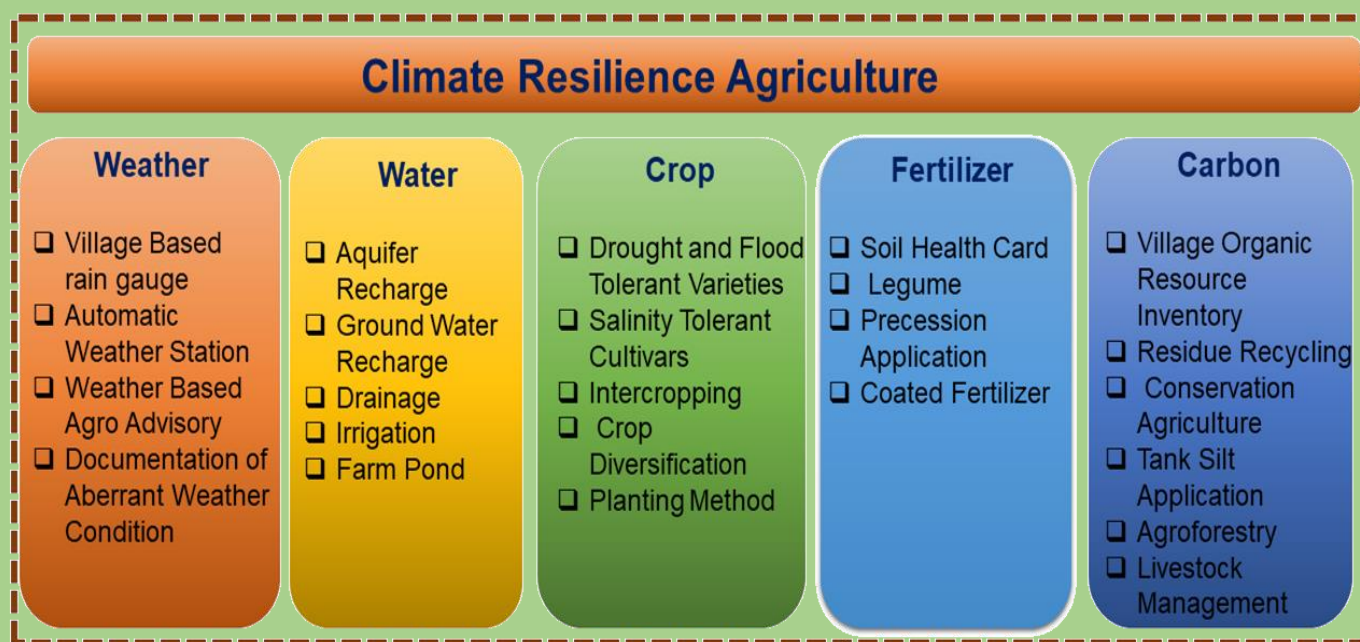 Climate Resilience Agriculture
Weather
❑ Village Based
rain gauge
❑ Automatic
Weather Station
❑ Weather Based
Agro Advisory
❑ Documentation of
Aberrant Weather
Condition
Water
❑ Aquifer
Recharge
❑ Ground Water
Recharge
❑ Drainage
❑ Irrigation
❑ Farm Pond
Crop
❑ Drought and Flood
Tolerant Varieties
❑ Salinity Tolerant
Cultivars
❑ Intercropping
❑ Crop
Diversification
❑ Planting Method
Fertilizer
❑ Soil Health Card
❑ Legume
❑ Precession
Application
❑ Coated Fertilizer
Carbon
❑ Village Organic
Resource
Inventory
❑ Residue Recycling
❑ Conservation
Agriculture
❑ Tank Silt
Application
❑ Agroforestry
❑ Livestock
Management